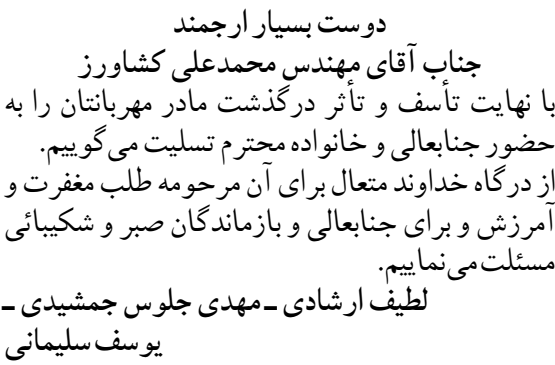 دوست بسیار ارجمند
جناب آقای مهندس محمدعلی کشاورز
با نهایت تأسف و تأثر درگذشت مادر مهربانتان را به
حضور جنابعالی و خانواده محترم تسلیت می‌گوییم.
از درگاه خداوند متعال برای آن مرحومه طلب مغفرت و
آمرزش و برای جنابعالی و بازماندگان صبر و شکیبائی
مسئلت می‌نماییم.
لطیف ارشادی ــ مهدی جلوس جمشیدی ــ
یوسف سلیمانی